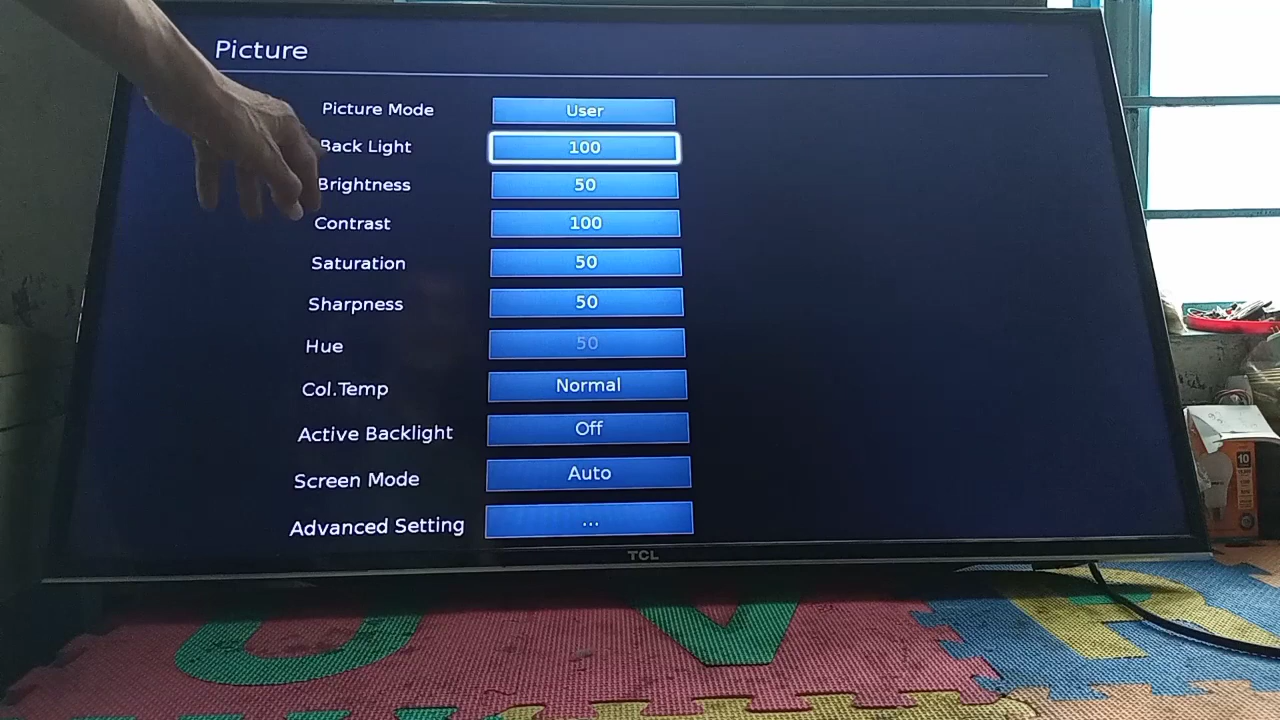 Picture
Picture Mode User
Back Light 100
Brightness 50
Contrast 100
Saturation 50
Sharpness 50
Hue 50
Col.Temp Normal
Active Backlight Off
Screen Mode Auto
Advanced Setting ...
TCL
10
U V R